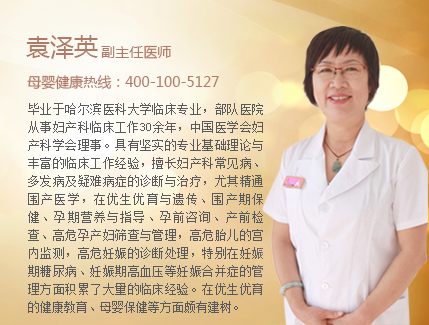 袁泽英 副主任医师
母婴健康热线：400-100-5127
毕业于哈尔滨医科大学临床专业，部队医院
从事妇产科临床工作30余年，中国医学会妇
产科学会理事。具有坚实的专业基础理论与
丰富的临床工作经验，擅长妇产科常见病、
多发病及疑难病症的诊断与治疗，尤其精通
围产医学，在优生优育与遗传、围产期保
健、孕期营养与指导、孕前咨询、产前检
查、高危孕产妇筛查与管理，高危胎儿的宫
内监测，高危妊娠的诊断处理，特别在妊娠
期糖尿病、妊娠期高血压等妊娠合并症的管
理方面积累了大量的临床经验。在优生优育
的健康教育、母婴保健等方面颇有建树。